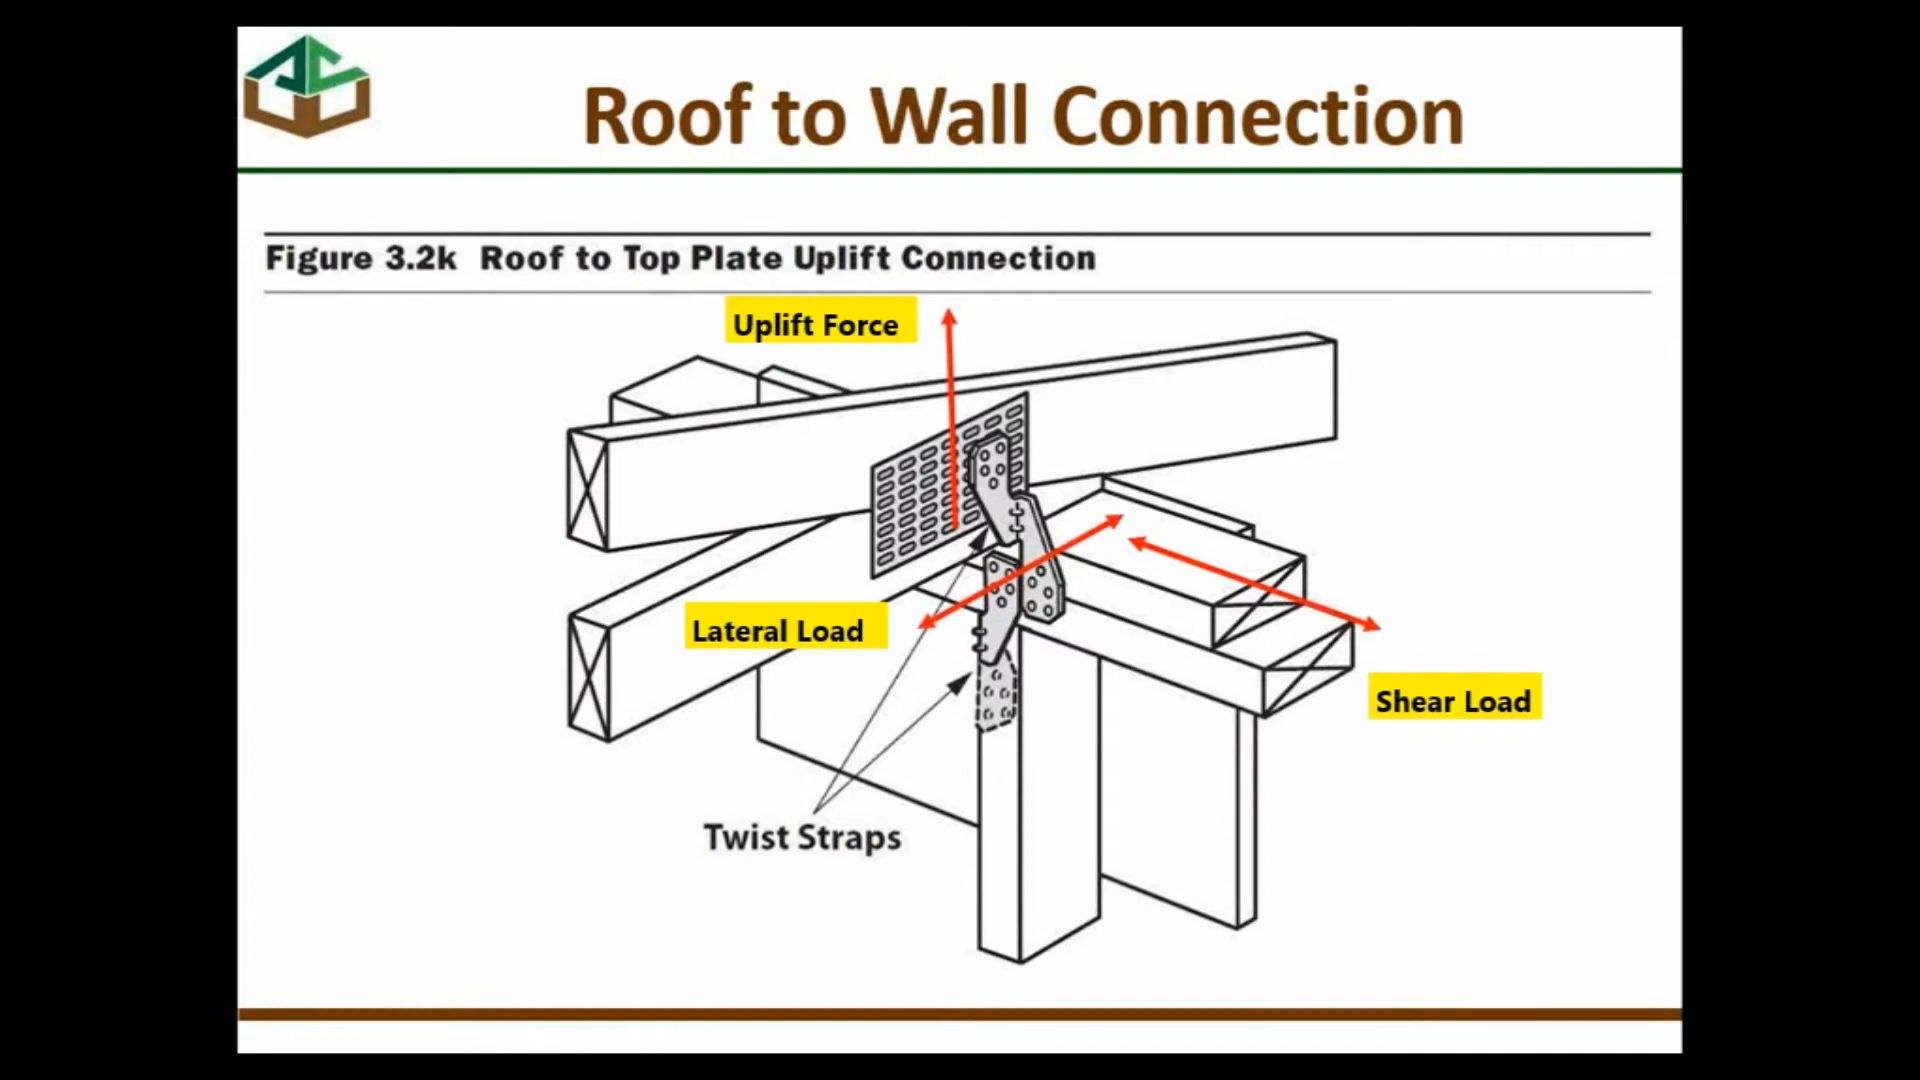 Roof to Wall Connection
Figure 3.2k Roof to Top Plate Uplift Connection
Uplift Force
Lateral Load
Shear Load
Twist Straps